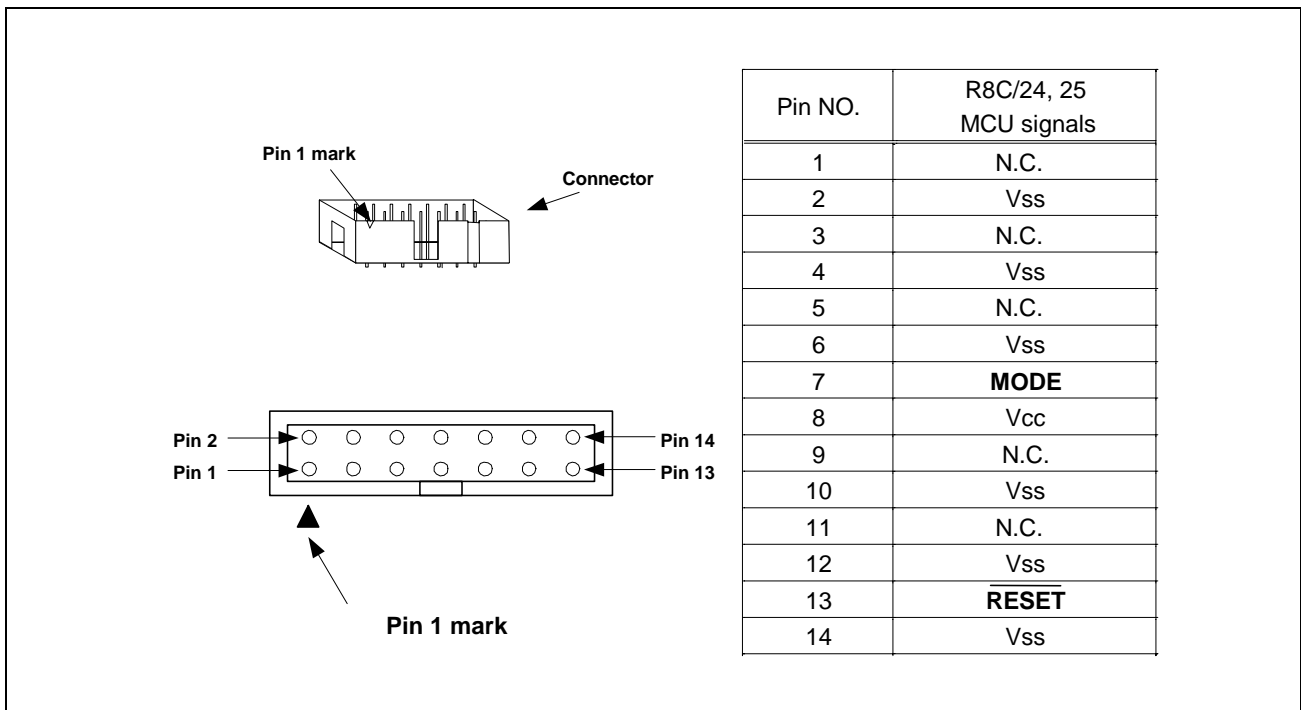 Pin 1 mark
Connector
Pin 2
Pin 14
Pin 1
Pin 13
Pin 1 mark
Pin NO. R8C/24, 25 MCU signals
1 N.C.
2 Vss
3 N.C.
4 Vss
5 N.C.
6 Vss
7 MODE
8 Vcc
9 N.C.
10 Vss
11 N.C.
12 Vss
13 R̅E̅S̅E̅T̅
14 Vss